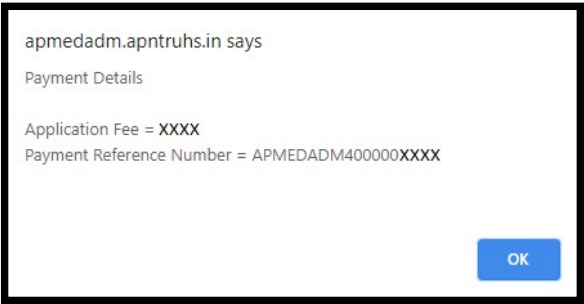 apmedadm.apntruhs.in says
Payment Details
Application Fee = XXXX
Payment Reference Number = APMEDADM400000XXXX
OK